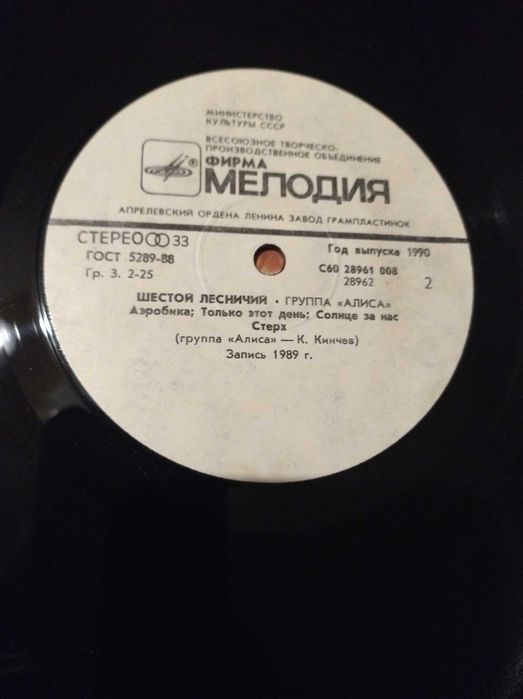 МИНИСТЕРСТВО
КУЛЬТУРЫ СССР
ВСЕСОЮЗНОЕ ТВОРЧЕСКО-
ПРОИЗВОДСТВЕННОЕ ОБЪЕДИНЕНИЕ
® ФИРМА
МЕЛОДИЯ
АПРЕЛЕВСКИЙ ОРДЕНА ЛЕНИНА ЗАВОД ГРАМПЛАСТИНОК
СТЕРЕО 33
ГОСТ 5289-88
Гр. 3. 2-25
Год выпуска 1990
С60 28961 008
28962
2
ШЕСТОЙ ЛЕСНИЧИЙ • ГРУППА «АЛИСА»
Аэробика; Только этот день; Солнце за нас
Стерх
(группа «Алиса» — К. Кинчев)
Запись 1989 г.